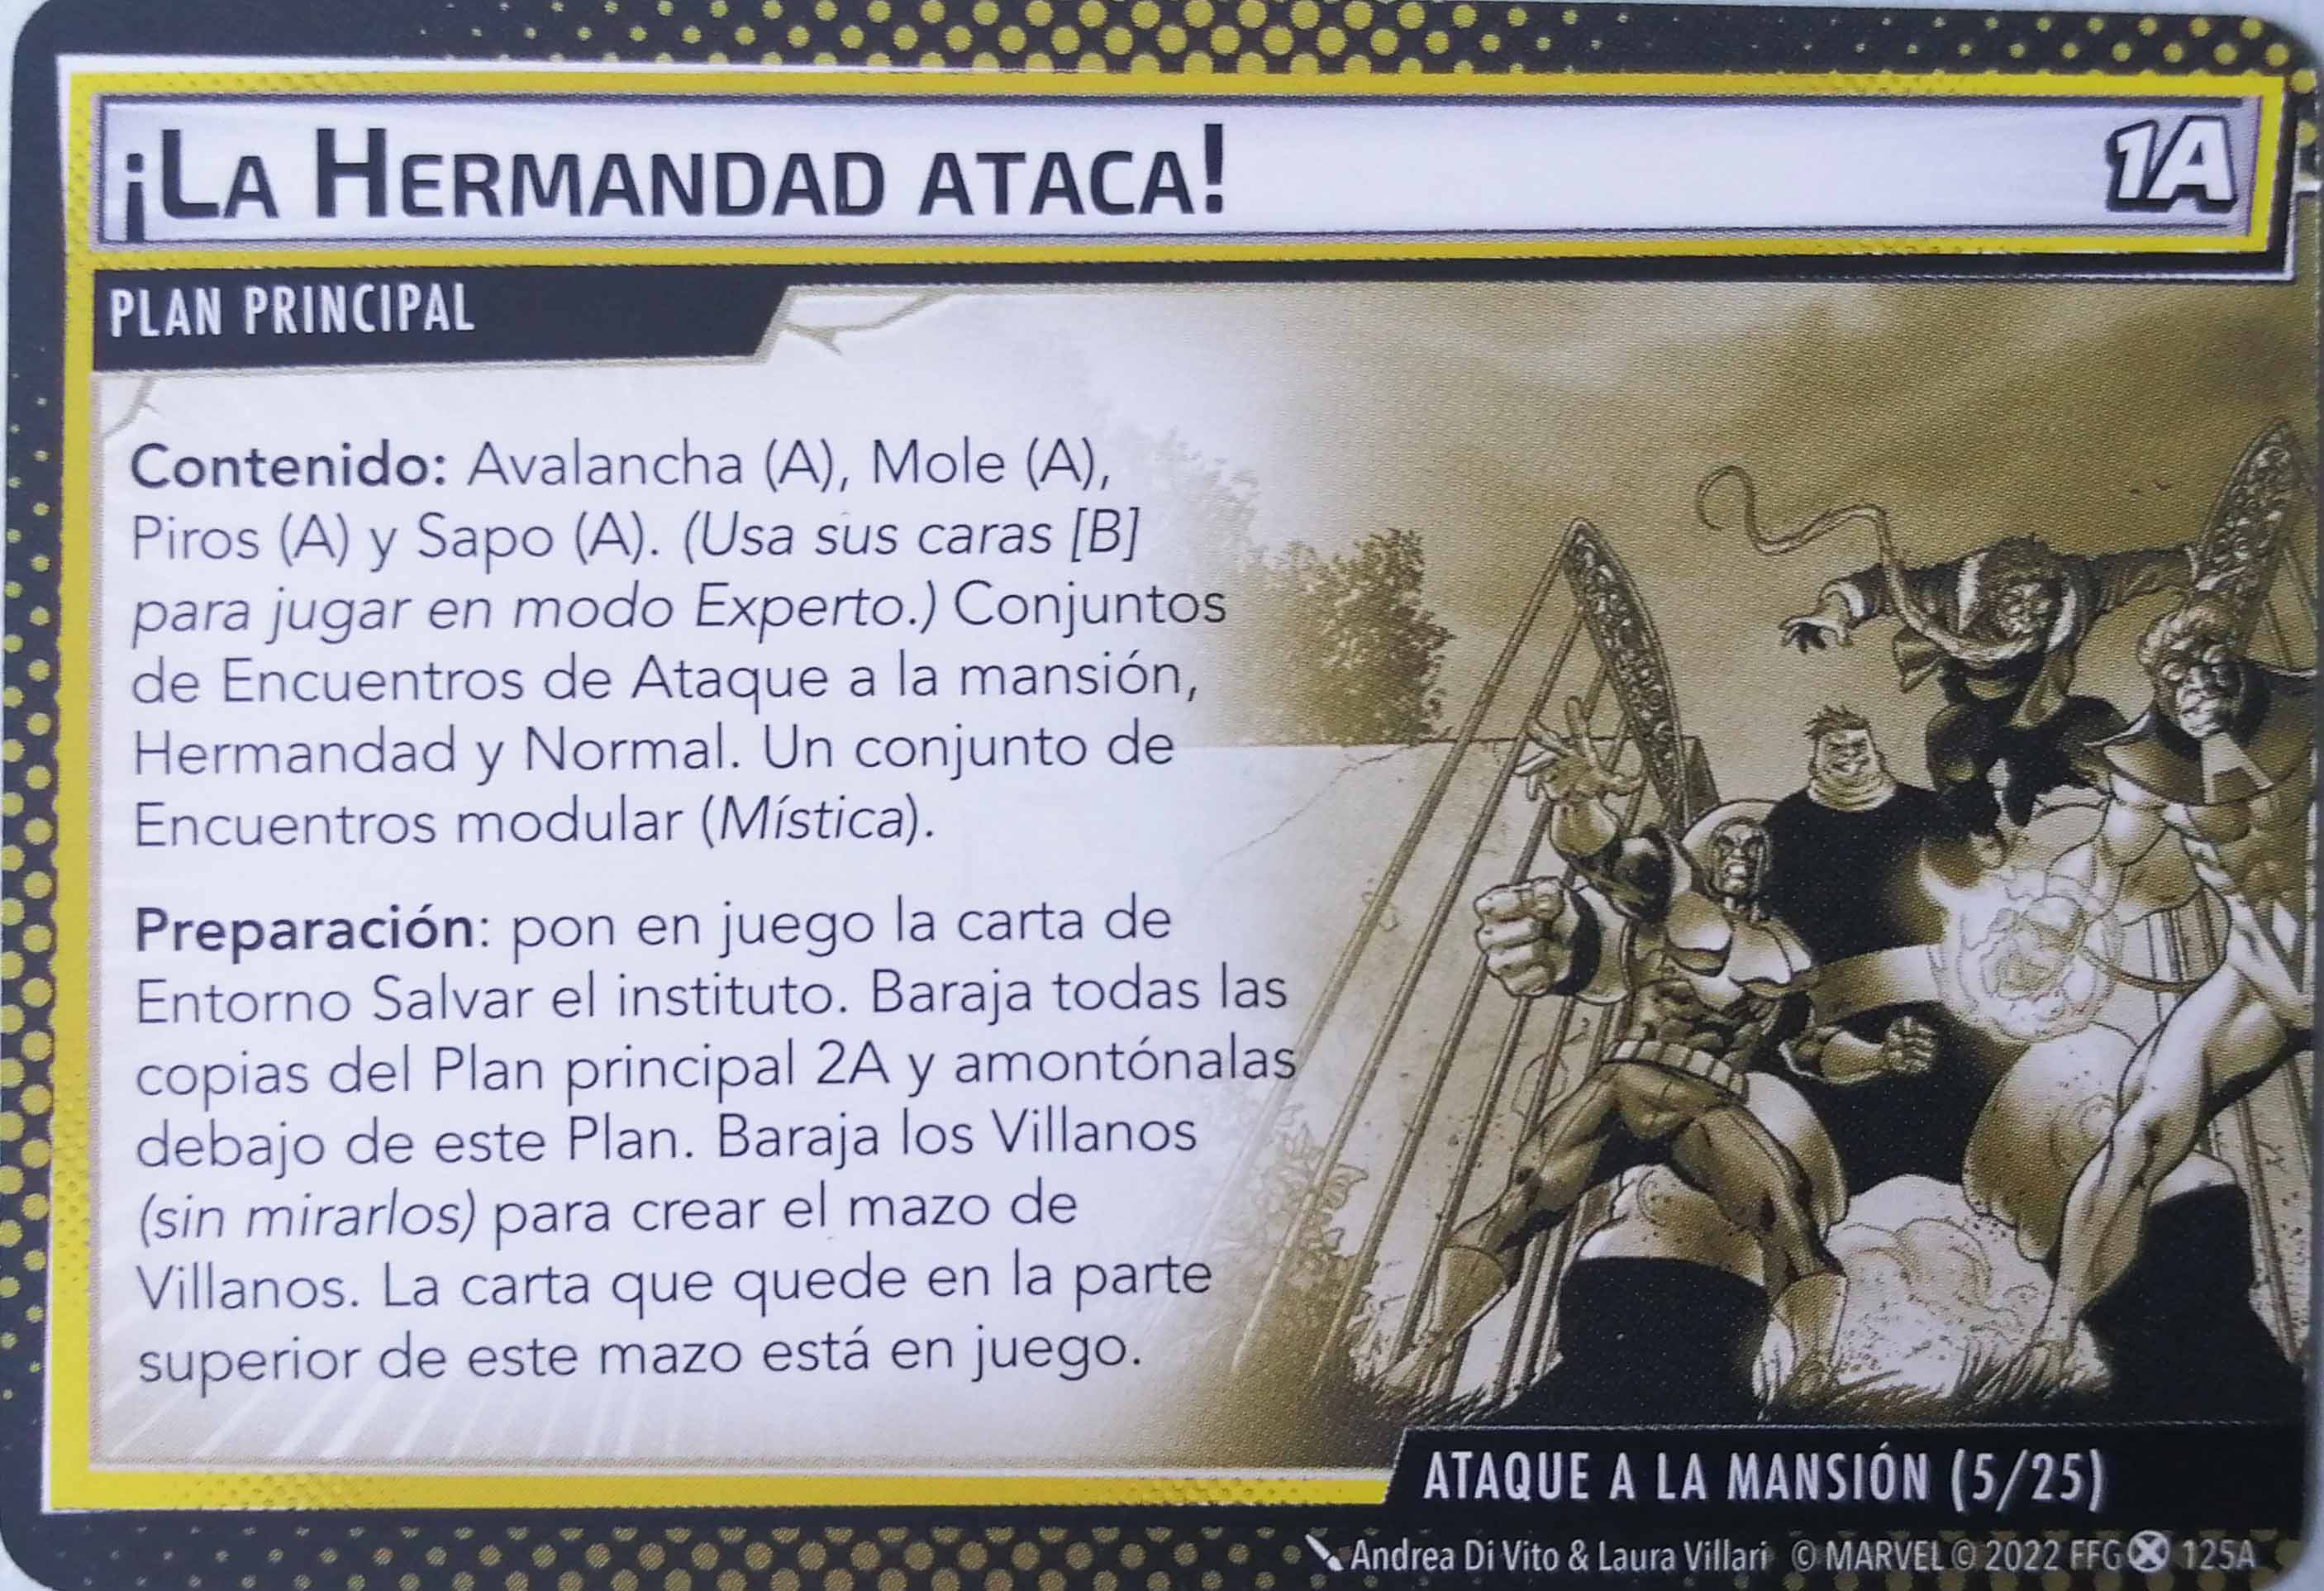 ¡La Hermandad ataca!
1A
PLAN PRINCIPAL
Contenido: Avalancha (A), Mole (A),
Piros (A) y Sapo (A). (Usa sus caras [B]
para jugar en modo Experto.) Conjuntos
de Encuentros de Ataque a la mansión,
Hermandad y Normal. Un conjunto de
Encuentros modular (Mística).
Preparación: pon en juego la carta de
Entorno Salvar el instituto. Baraja todas las
copias del Plan principal 2A y amontónalas
debajo de este Plan. Baraja los Villanos
(sin mirarlos) para crear el mazo de
Villanos. La carta que quede en la parte
superior de este mazo está en juego.
ATAQUE A LA MANSIÓN (5/25)
Andrea Di Vito & Laura Villari © MARVEL © 2022 FFG 125A